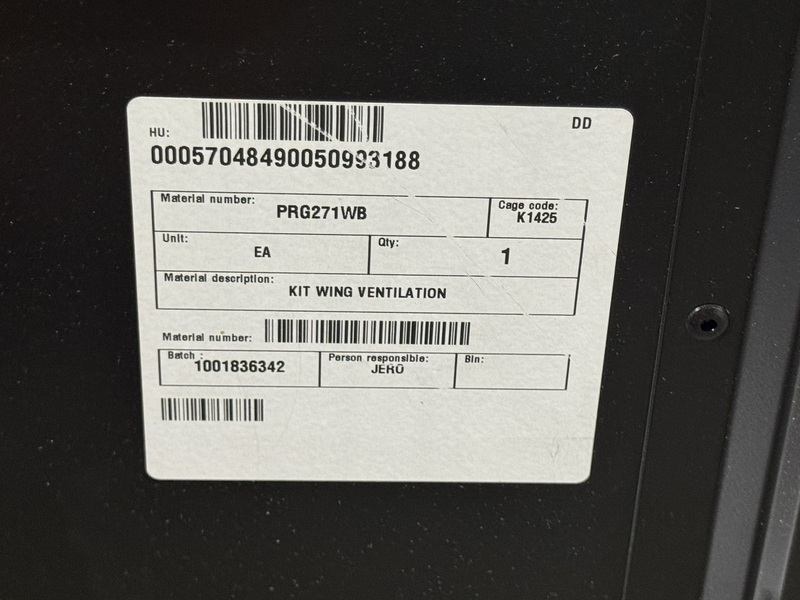 HU:
DD
00057048490050993188
Material number:
PRG271WB
Cage code:
K1425
Unit:
EA
Qty:
1
Material description:
KIT WING VENTILATION
Material number:
Batch :
1001836342
Person responsible:
JERÖ
Bin: